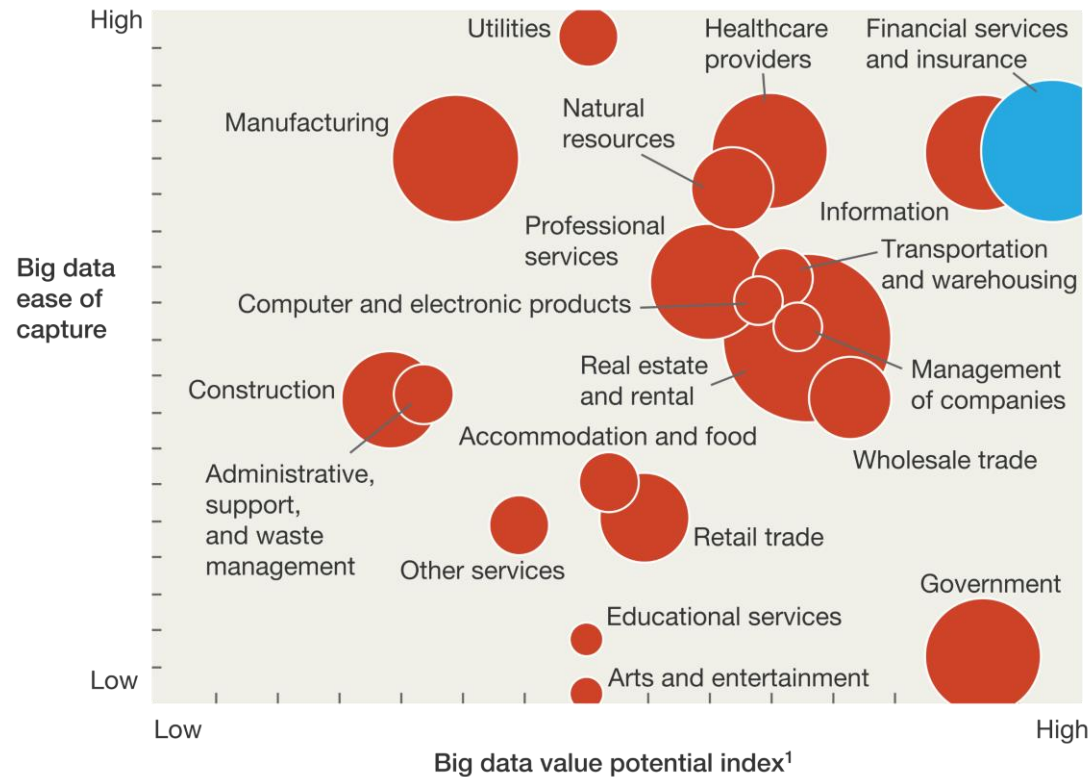 High
Utilities
Healthcare
providers
Financial services
and insurance
Manufacturing
Natural
resources
Information
Professional
services
Transportation
and warehousing
Big data
ease of
capture
Computer and electronic products
Real estate
and rental
Management
of companies
Construction
Accommodation and food
Wholesale trade
Administrative,
support,
and waste
management
Retail trade
Other services
Government
Educational services
Arts and entertainment
Low
Low
High
Big data value potential index¹